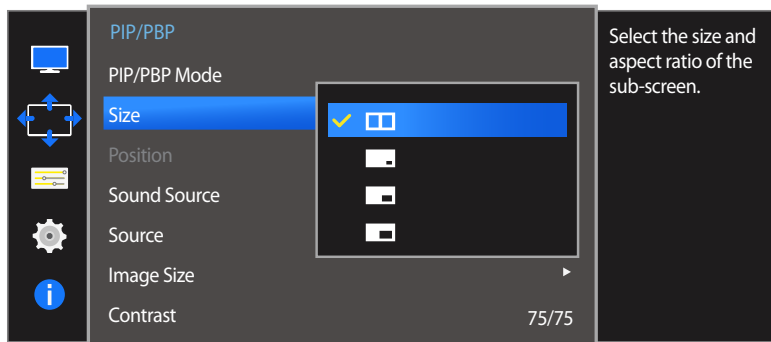 PIP/PBP
PIP/PBP Mode
Size
Position
Sound Source
Source
Image Size
Contrast 75/75
Select the size and
aspect ratio of the
sub-screen.